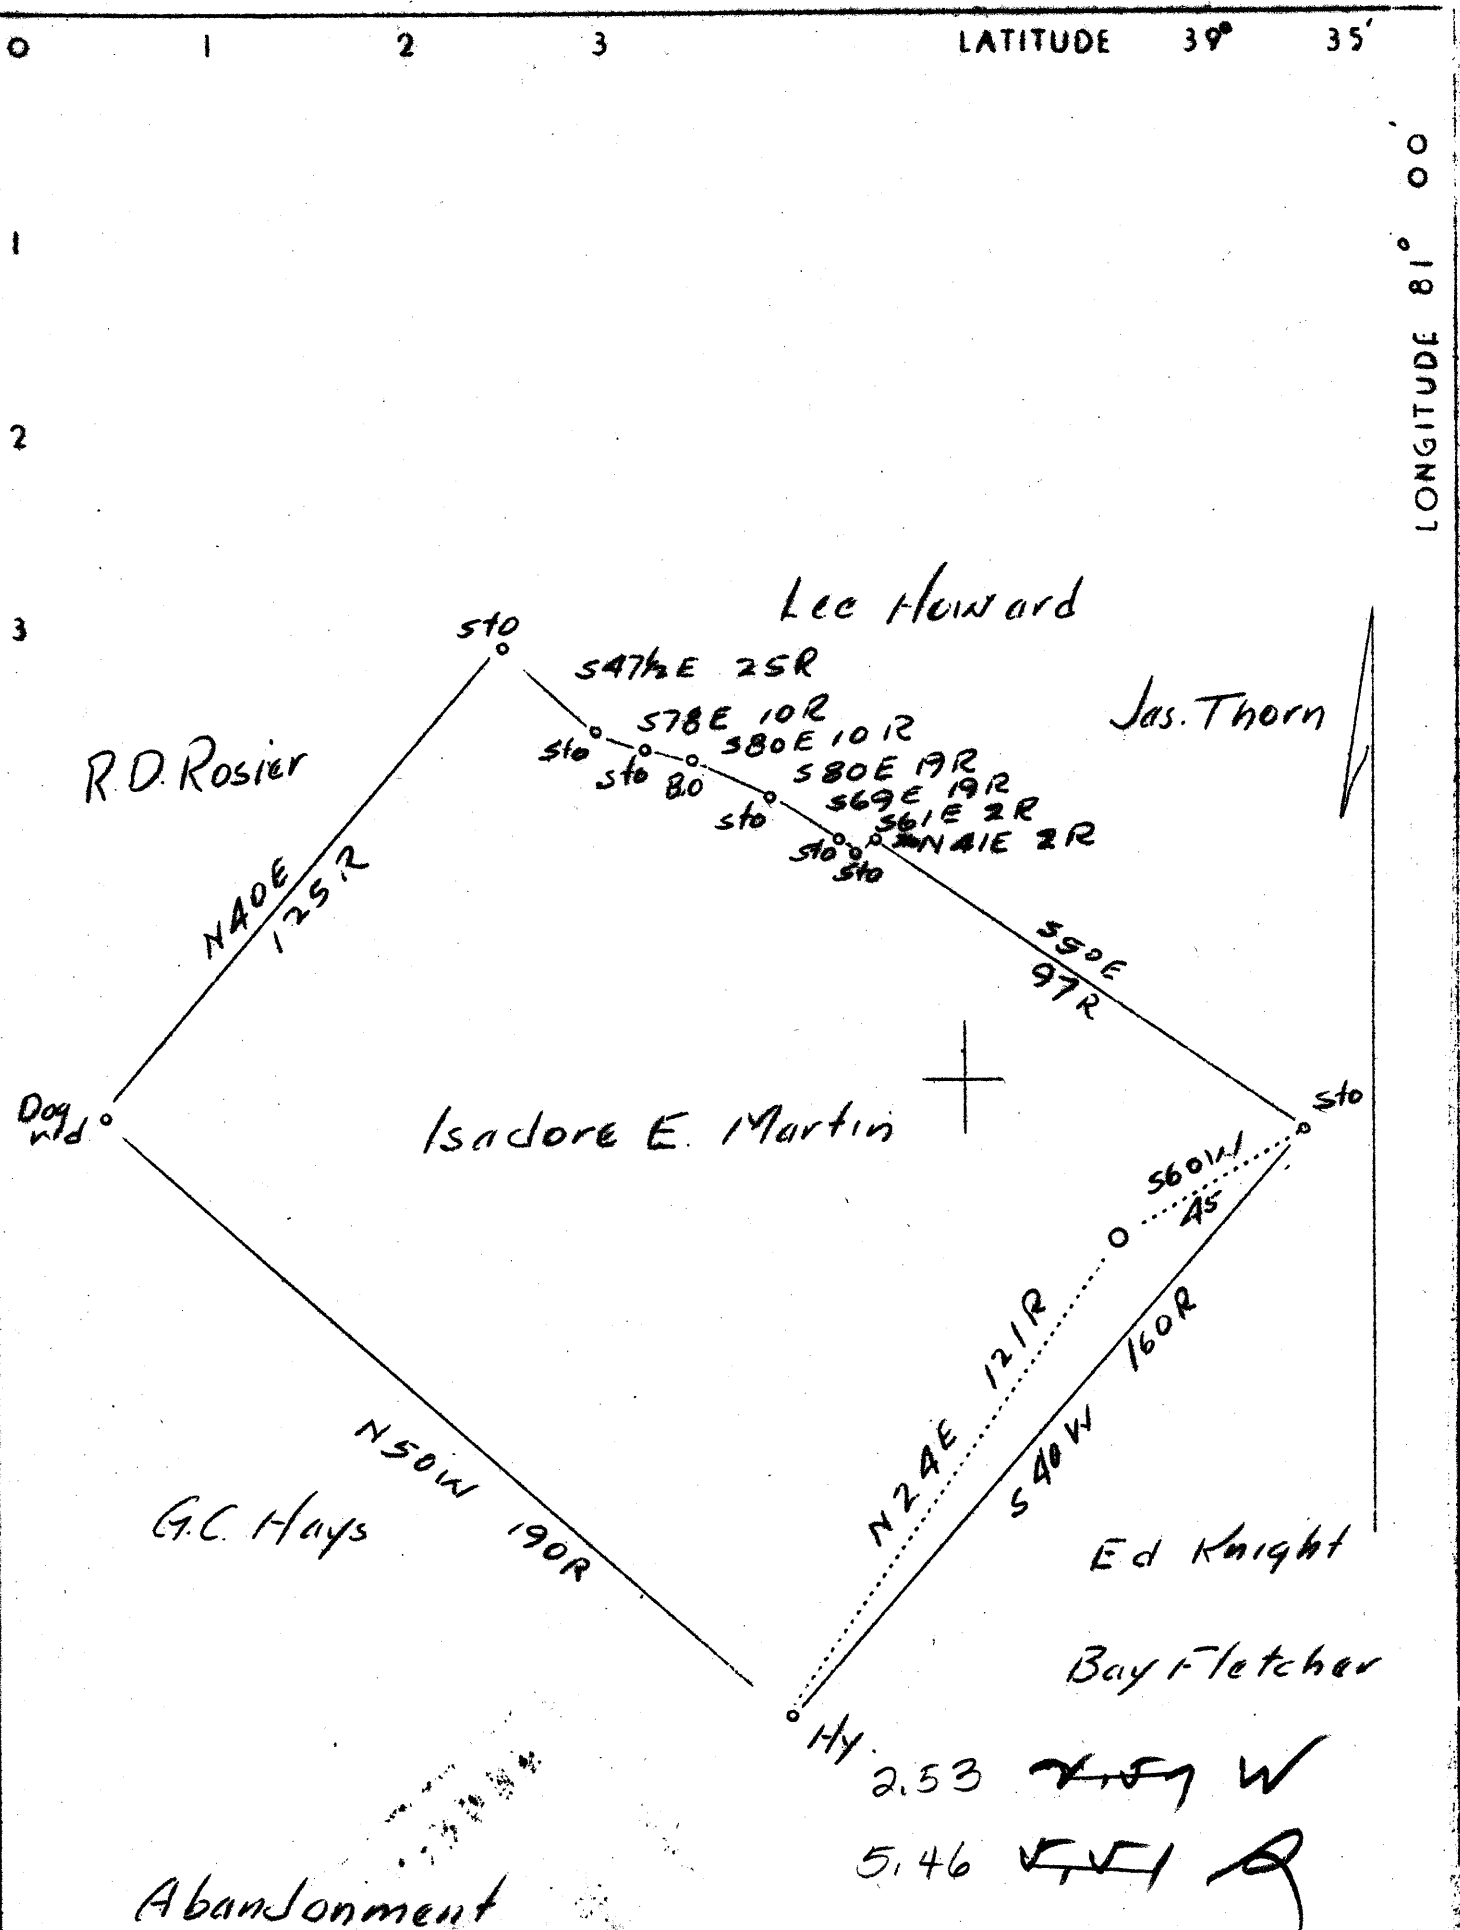 0 1 2 3 LATITUDE 39° 35'
LONGITUDE 81° 00'
1
2
3
Lee Howard
sto
S47½E 25R
Jas. Thorn
S78E 10R
S80E 10R
R.D. Rosier
sto
sto
B.O
S80E 19R
S69E 19R
sto
S61E 2R
N41E 2R
sto
sto
N40E
125R
S50E
97R
sto
Dog
wd
Isadore E. Martin
S60W
45
121R
160R
N24E
S40W
N50W 190R
G.C. Hays
Ed Knight
Bay Fletcher
Hy.
2.53 W
5.46
Abandonment